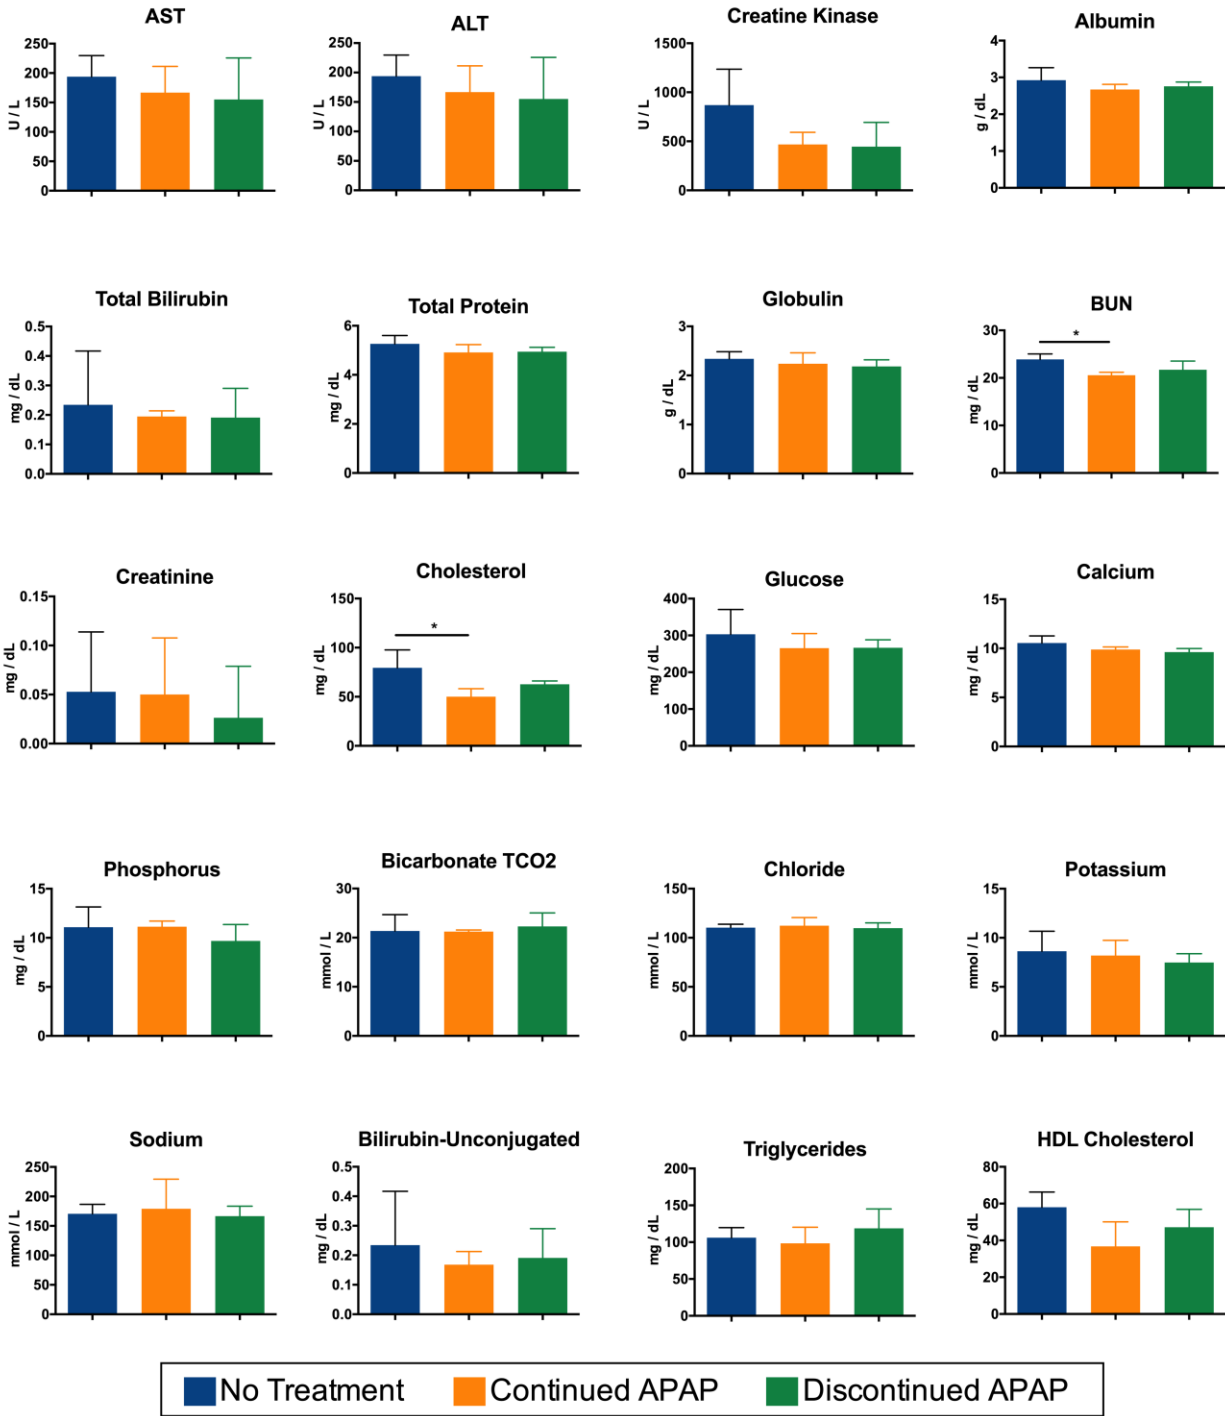 AST
250
200
150
100
50
0
U / L
ALT
250
200
150
100
50
0
U / L
Creatine Kinase
1500
1000
500
0
U / L
Albumin
4
3
2
1
0
g / dL
Total Bilirubin
0.5
0.4
0.3
0.2
0.1
0.0
mg / dL
Total Protein
6
4
2
0
mg / dL
Globulin
3
2
1
0
g / dL
BUN
30
20
10
0
mg / dL
*
Creatinine
0.15
0.10
0.05
0.00
mg / dL
Cholesterol
150
100
50
0
mg / dL
*
Glucose
400
300
200
100
0
mg / dL
Calcium
15
10
5
0
mg / dL
Phosphorus
15
10
5
0
mg / dL
Bicarbonate TCO2
30
20
10
0
mmol / L
Chloride
150
100
50
0
mmol / L
Potassium
15
10
5
0
mmol / L
Sodium
250
200
150
100
50
0
mmol / L
Bilirubin-Unconjugated
0.5
0.4
0.3
0.2
0.1
0.0
mg / dL
Triglycerides
200
150
100
50
0
mg / dL
HDL Cholesterol
80
60
40
20
0
mg / dL
No Treatment Continued APAP Discontinued APAP